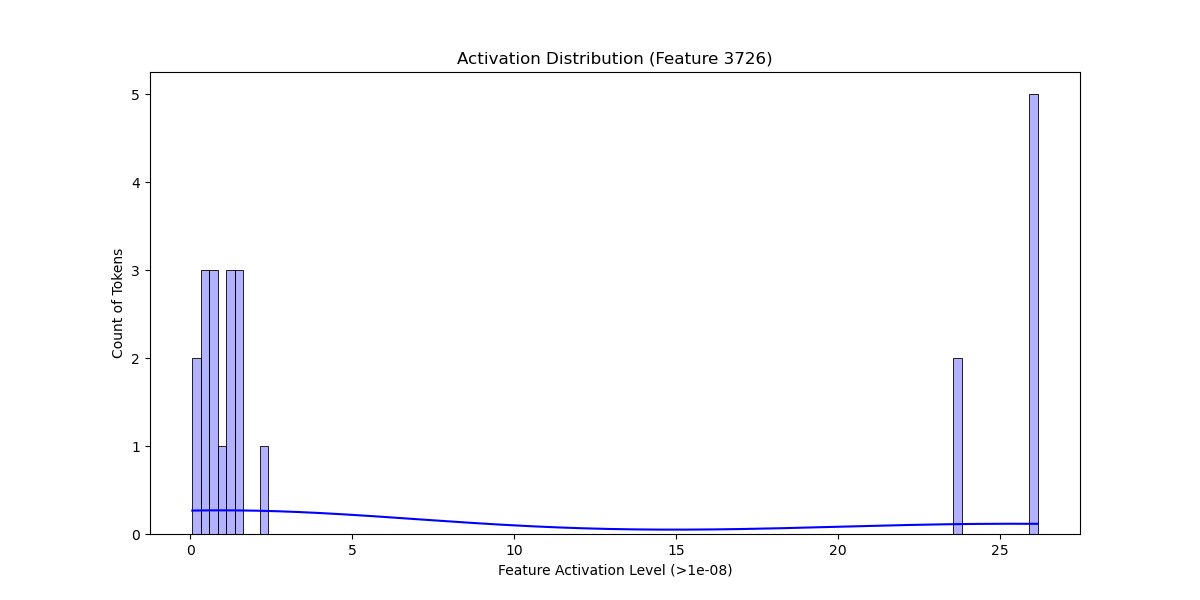 Activation Distribution (Feature 3726)
Count of Tokens
5
4
3
2
1
0
0 5 10 15 20 25
Feature Activation Level (>1e-08)